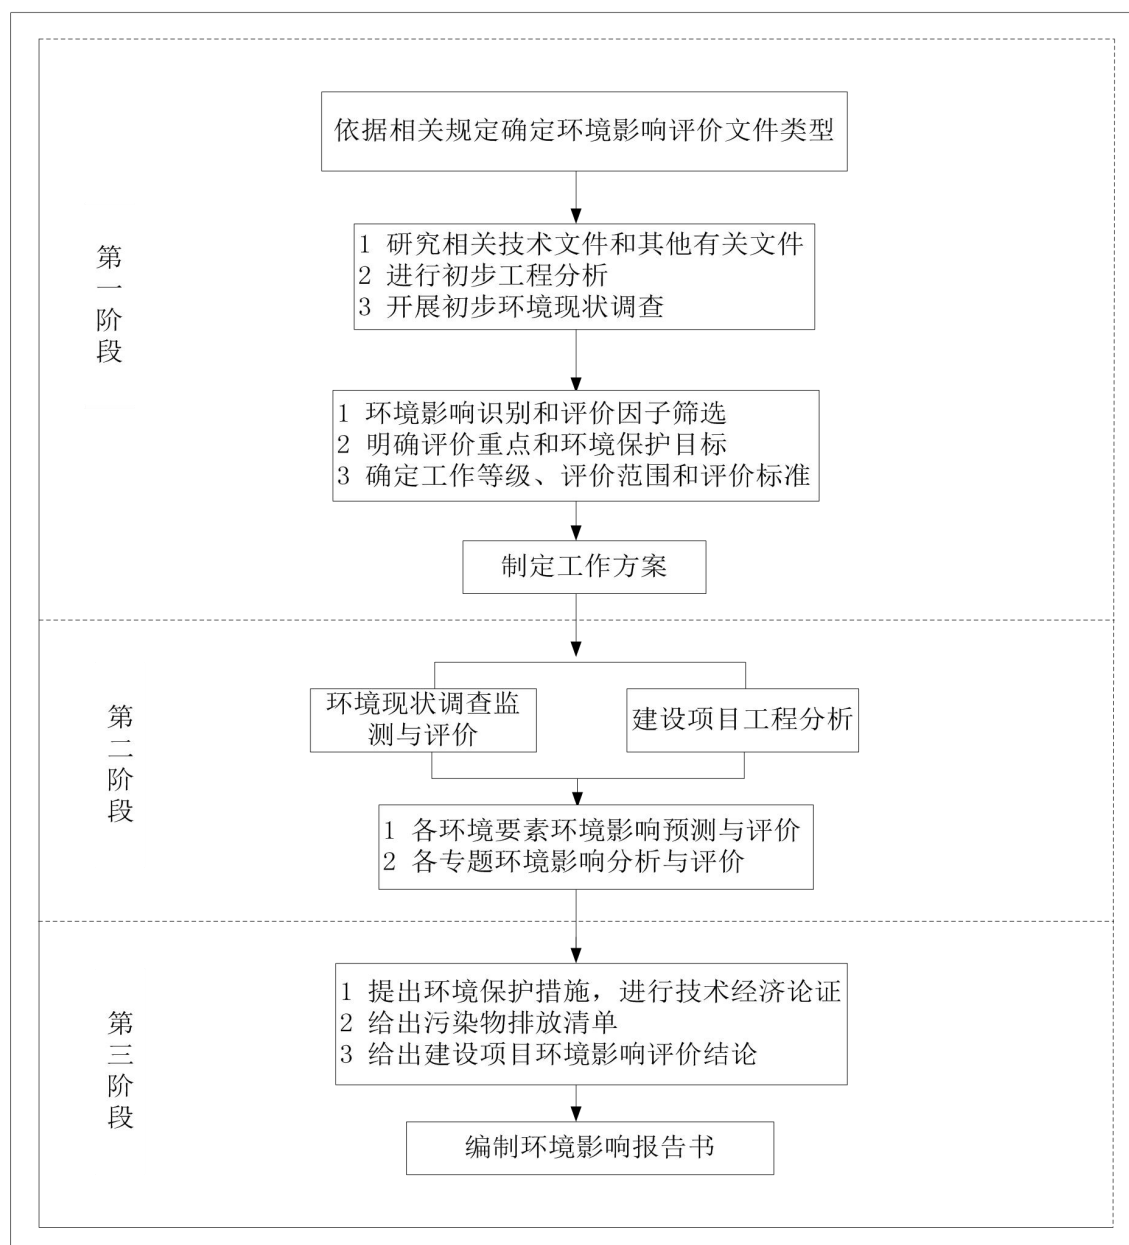 依据相关规定确定环境影响评价文件类型
第一阶段
1 研究相关技术文件和其他有关文件
2 进行初步工程分析
3 开展初步环境现状调查
1 环境影响识别和评价因子筛选
2 明确评价重点和环境保护目标
3 确定工作等级、评价范围和评价标准
制定工作方案
第二阶段
环境现状调查监
测与评价
建设项目工程分析
1 各环境要素环境影响预测与评价
2 各专题环境影响分析与评价
第三阶段
1 提出环境保护措施，进行技术经济论证
2 给出污染物排放清单
3 给出建设项目环境影响评价结论
编制环境影响报告书